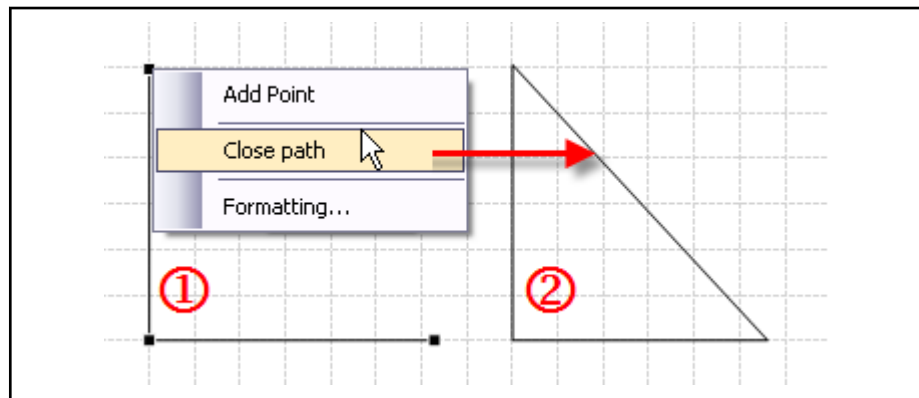 Add Point
Close path
Formatting...
①
②